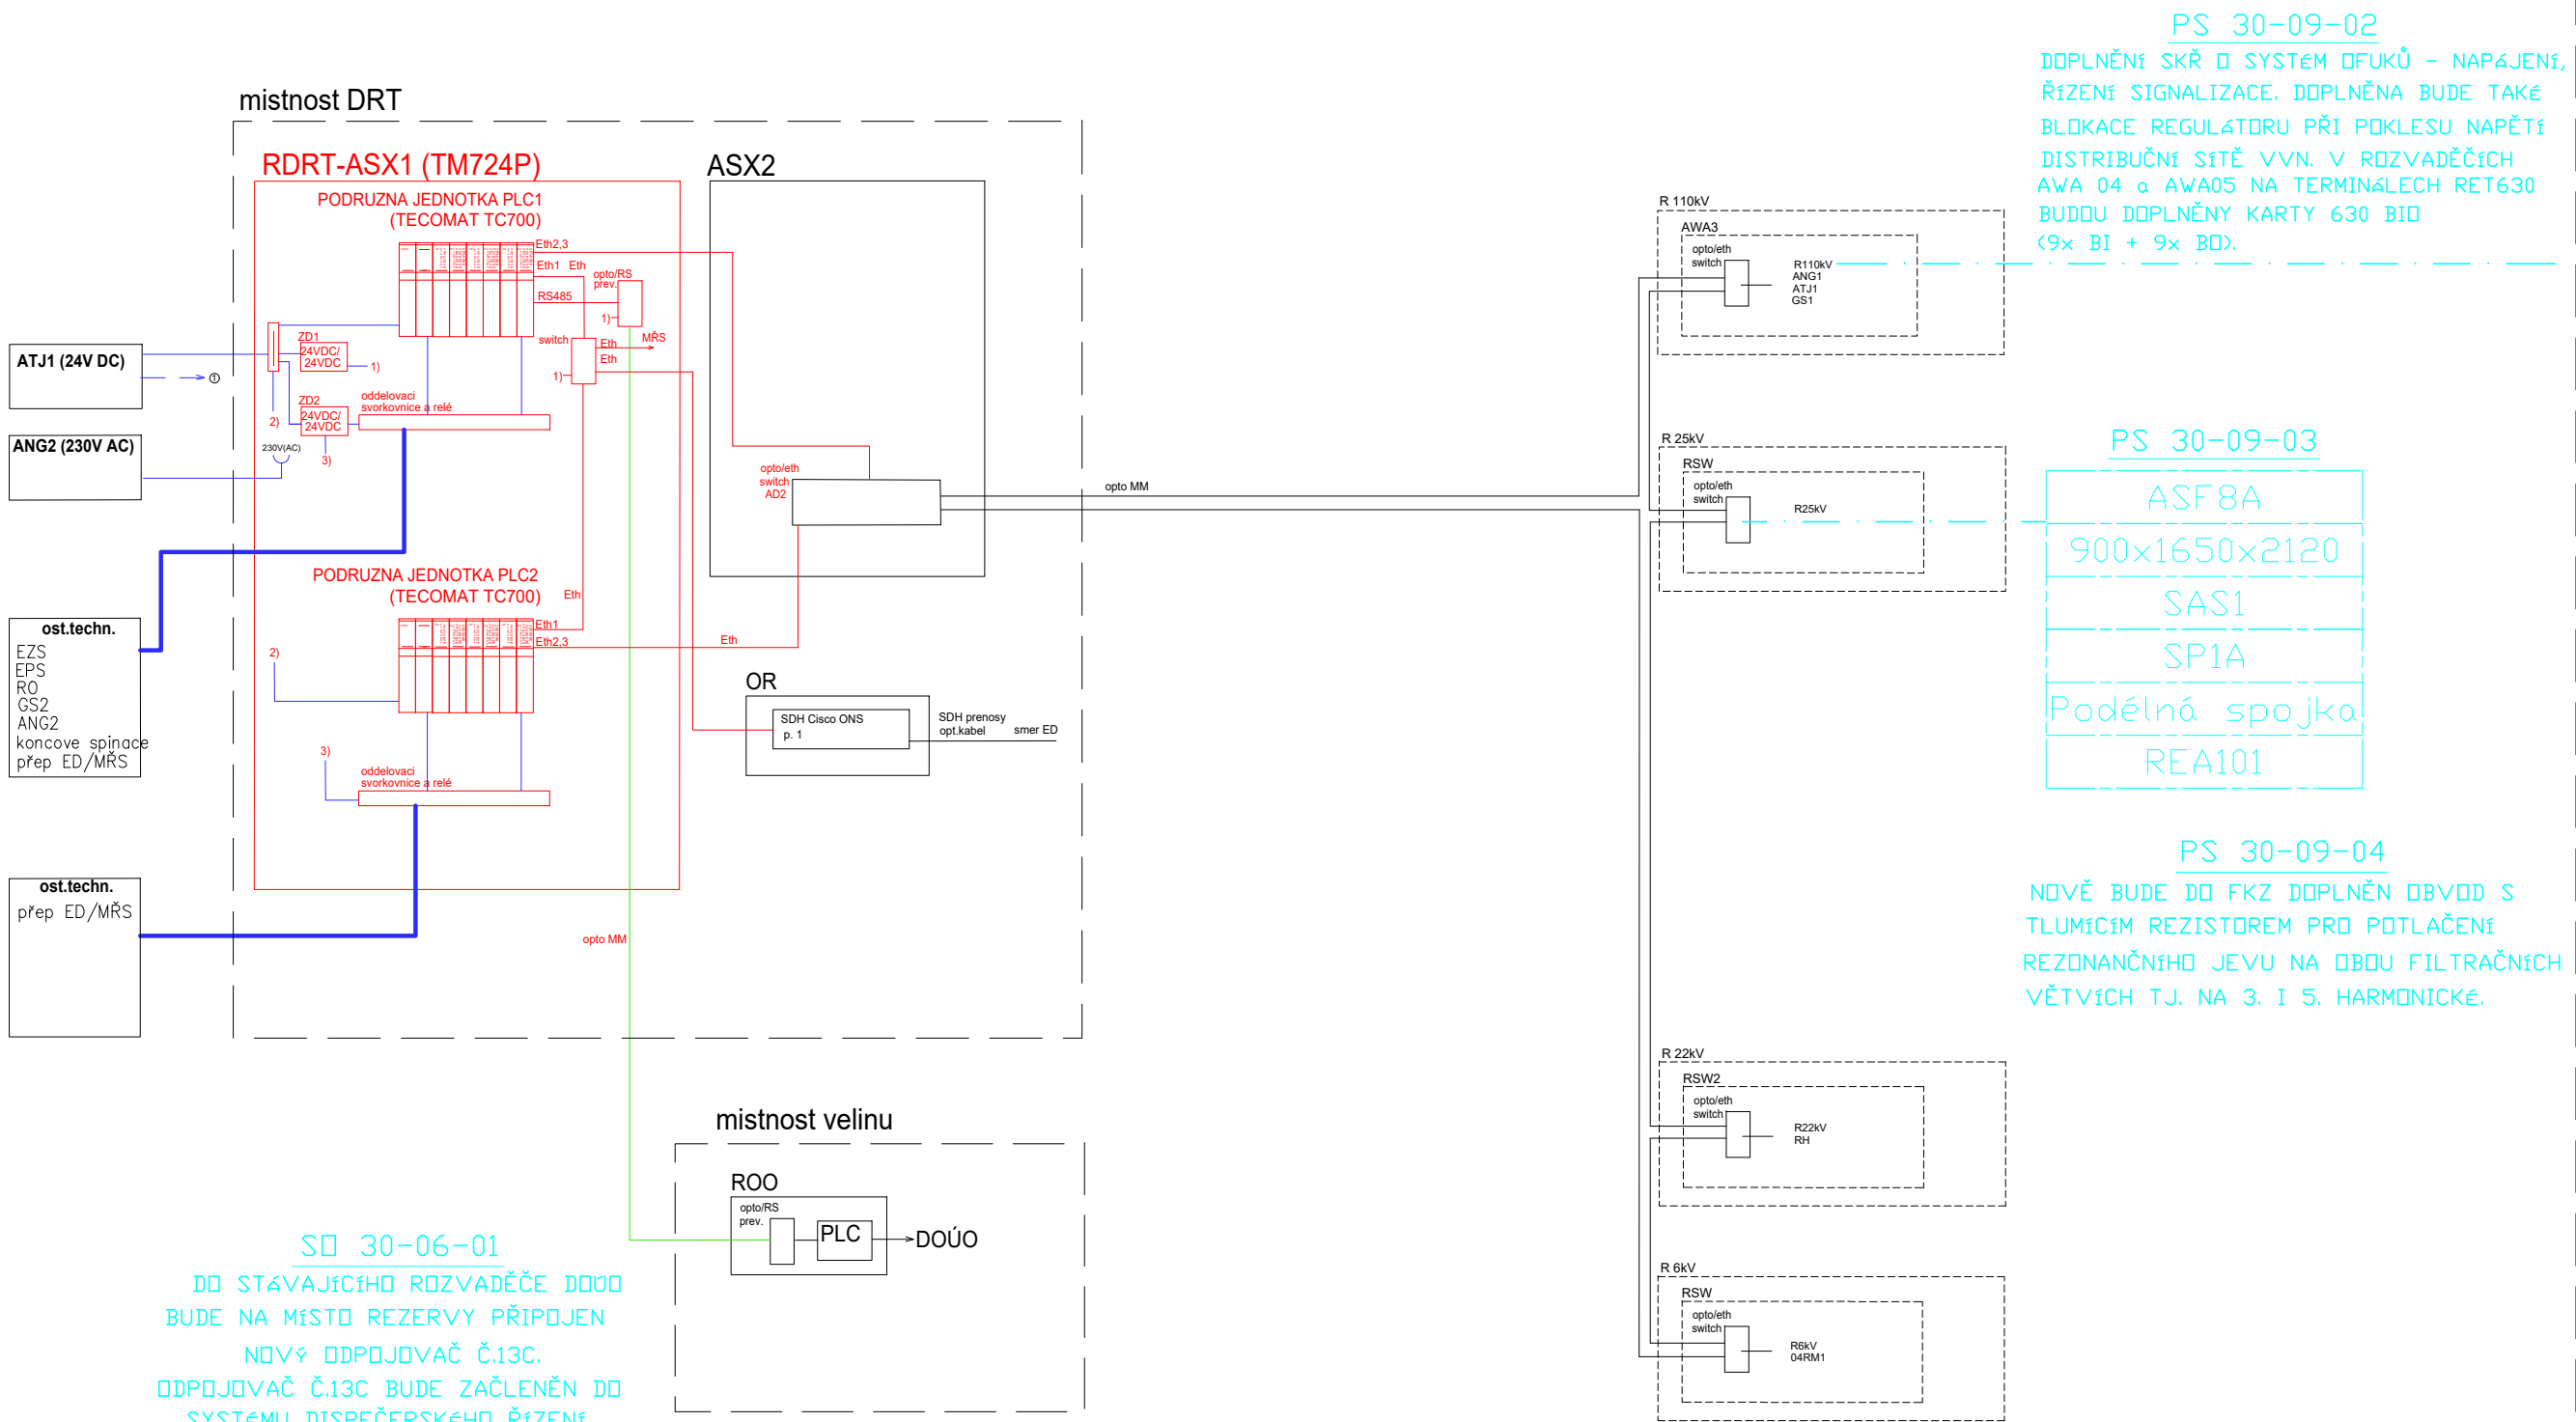 PS 30-09-02
DOPLNĚNÍ SKŘ O SYSTÉM OFUKŮ - NAPÁJENÍ,
ŘÍZENÍ SIGNALIZACE. DOPLNĚNA BUDE TAKÉ
BLOKACE REGULÁTORU PŘI POKLESU NAPĚTÍ
DISTRIBUČNÍ SÍTĚ VVN. V ROZVADĚČÍCH
AWA 04 a AWA05 NA TERMINÁLECH RET630
BUDOU DOPLNĚNY KARTY 630 BIO
(9x BI + 9x BO).
mistnost DRT
RDRT-ASX1 (TM724P)
PODRUZNA JEDNOTKA PLC1
(TECOMAT TC700)
Eth2,3
Eth1 Eth
RS485
opto/RS
prev.
1)
switch
Eth
MŘS
Eth
1)
ZD1
24VDC/
24VDC
1)
ZD2
24VDC/
24VDC
2)
3)
230V(AC)
oddelovaci
svorkovnice a relé
ATJ1 (24V DC)
1
ANG2 (230V AC)
ost.techn.
EZS
EPS
RO
GS2
ANG2
koncove spinace
přep ED/MŘS
ost.techn.
přep ED/MŘS
PODRUZNA JEDNOTKA PLC2
(TECOMAT TC700)
Eth
Eth1
Eth2,3
Eth
2)
3)
oddelovaci
svorkovnice a relé
opto MM
ASX2
opto/eth
switch
AD2
opto MM
OR
SDH Cisco ONS
p. 1
SDH prenosy
opt.kabel
smer ED
mistnost velinu
ROO
opto/RS
prev.
PLC
DOÚO
R 110kV
AWA3
opto/eth
switch
R110kV
ANG1
ATJ1
GS1
R 25kV
RSW
opto/eth
switch
R25kV
R 22kV
RSW2
opto/eth
switch
R22kV
RH
R 6kV
RSW
opto/eth
switch
R6kV
04RM1
PS 30-09-03
ASF8A
900x1650x2120
SAS1
SP1A
Podélná spojka
REA101
PS 30-09-04
NOVĚ BUDE DO FKZ DOPLNĚN OBVOD S
TLUMÍCÍM REZISTOREM PRO POTLAČENÍ
REZONANČNÍHO JEVU NA OBOU FILTRAČNÍCH
VĚTVÍCH TJ. NA 3. I 5. HARMONICKÉ.
SO 30-06-01
DO STÁVAJÍCÍHO ROZVADĚČE DOÚO
BUDE NA MÍSTO REZERVY PŘIPOJEN
NOVÝ ODPOJOVAČ Č.13C.
ODPOJOVAČ Č.13C BUDE ZAČLENĚN DO
SYSTÉMU DISPEČERSKÉHO ŘÍZENÍ